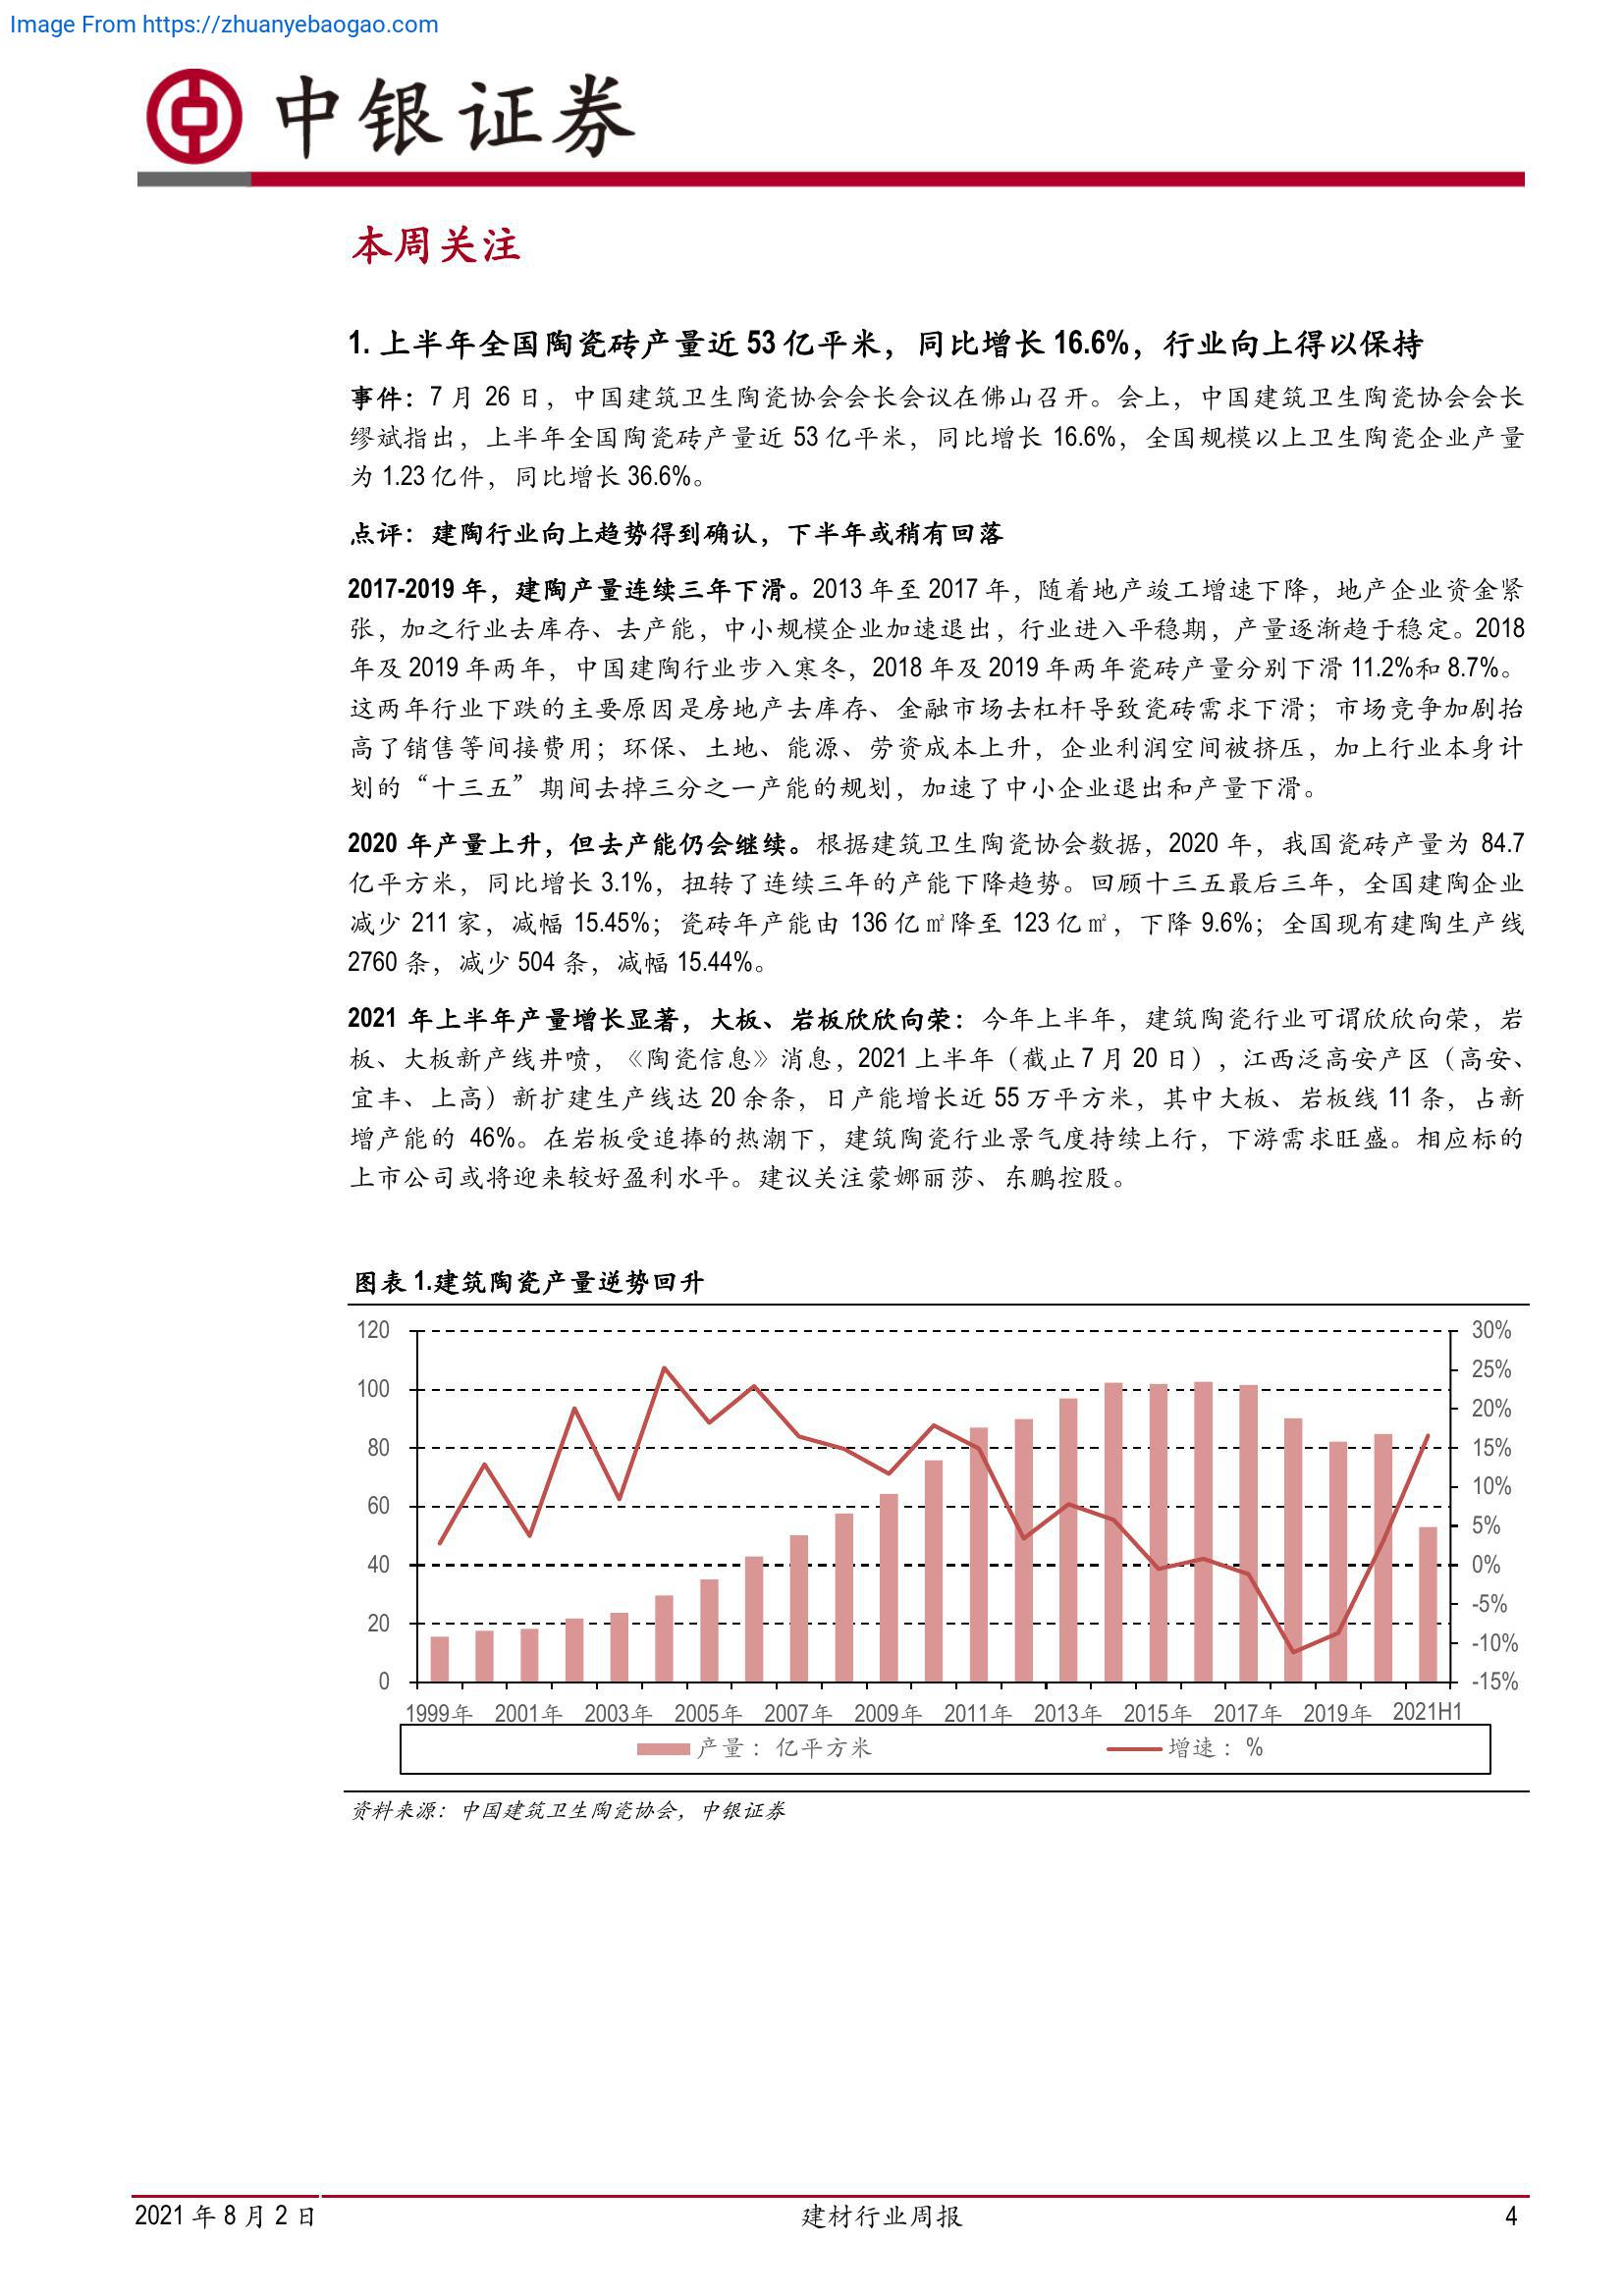 Image From https://zhuanyebaogao.com
中银证券
本周关注
1. 上半年全国陶瓷砖产量近 53 亿平米，同比增长 16.6%，行业向上得以保持
事件：7 月 26 日，中国建筑卫生陶瓷协会会长会议在佛山召开。会上，中国建筑卫生陶瓷协会会长
缪斌指出，上半年全国陶瓷砖产量近 53 亿平米，同比增长 16.6%，全国规模以上卫生陶瓷企业产量
为 1.23 亿件，同比增长 36.6%。
点评：建陶行业向上趋势得到确认，下半年或稍有回落
2017-2019 年，建陶产量连续三年下滑。2013 年至 2017 年，随着地产竣工增速下降，地产企业资金紧
张，加之行业去库存、去产能，中小规模企业加速退出，行业进入平稳期，产量逐渐趋于稳定。2018
年及 2019 年两年，中国建陶行业步入寒冬，2018 年及 2019 年两年瓷砖产量分别下滑 11.2%和 8.7%。
这两年行业下跌的主要原因是房地产去库存、金融市场去杠杆导致瓷砖需求下滑；市场竞争加剧抬
高了销售等间接费用；环保、土地、能源、劳资成本上升，企业利润空间被挤压，加上行业本身计
划的“十三五”期间去掉三分之一产能的规划，加速了中小企业退出和产量下滑。
2020 年产量上升，但去产能仍会继续。根据建筑卫生陶瓷协会数据，2020 年，我国瓷砖产量为 84.7
亿平方米，同比增长 3.1%，扭转了连续三年的产能下降趋势。回顾十三五最后三年，全国建陶企业
减少 211 家，减幅 15.45%；瓷砖年产能由 136 亿㎡降至 123 亿㎡，下降 9.6%；全国现有建陶生产线
2760 条，减少 504 条，减幅 15.44%。
2021 年上半年产量增长显著，大板、岩板欣欣向荣：今年上半年，建筑陶瓷行业可谓欣欣向荣，岩
板、大板新产线井喷，《陶瓷信息》消息，2021 上半年（截止 7 月 20 日），江西泛高安产区（高安、
宜丰、上高）新扩建生产线达 20 余条，日产能增长近 55 万平方米，其中大板、岩板线 11 条，占新
增产能的 46%。在岩板受追捧的热潮下，建筑陶瓷行业景气度持续上行，下游需求旺盛。相应标的
上市公司或将迎来较好盈利水平。建议关注蒙娜丽莎、东鹏控股。
图表 1.建筑陶瓷产量逆势回升
120 30%
25%
100 20%
80 15%
10%
60 5%
40 0%
-5%
20 -10%
0 -15%
1999年 2001年 2003年 2005年 2007年 2009年 2011年 2013年 2015年 2017年 2019年 2021H1
产量：亿平方米 增速：%
资料来源：中国建筑卫生陶瓷协会，中银证券
2021 年 8 月 2 日 建材行业周报 4